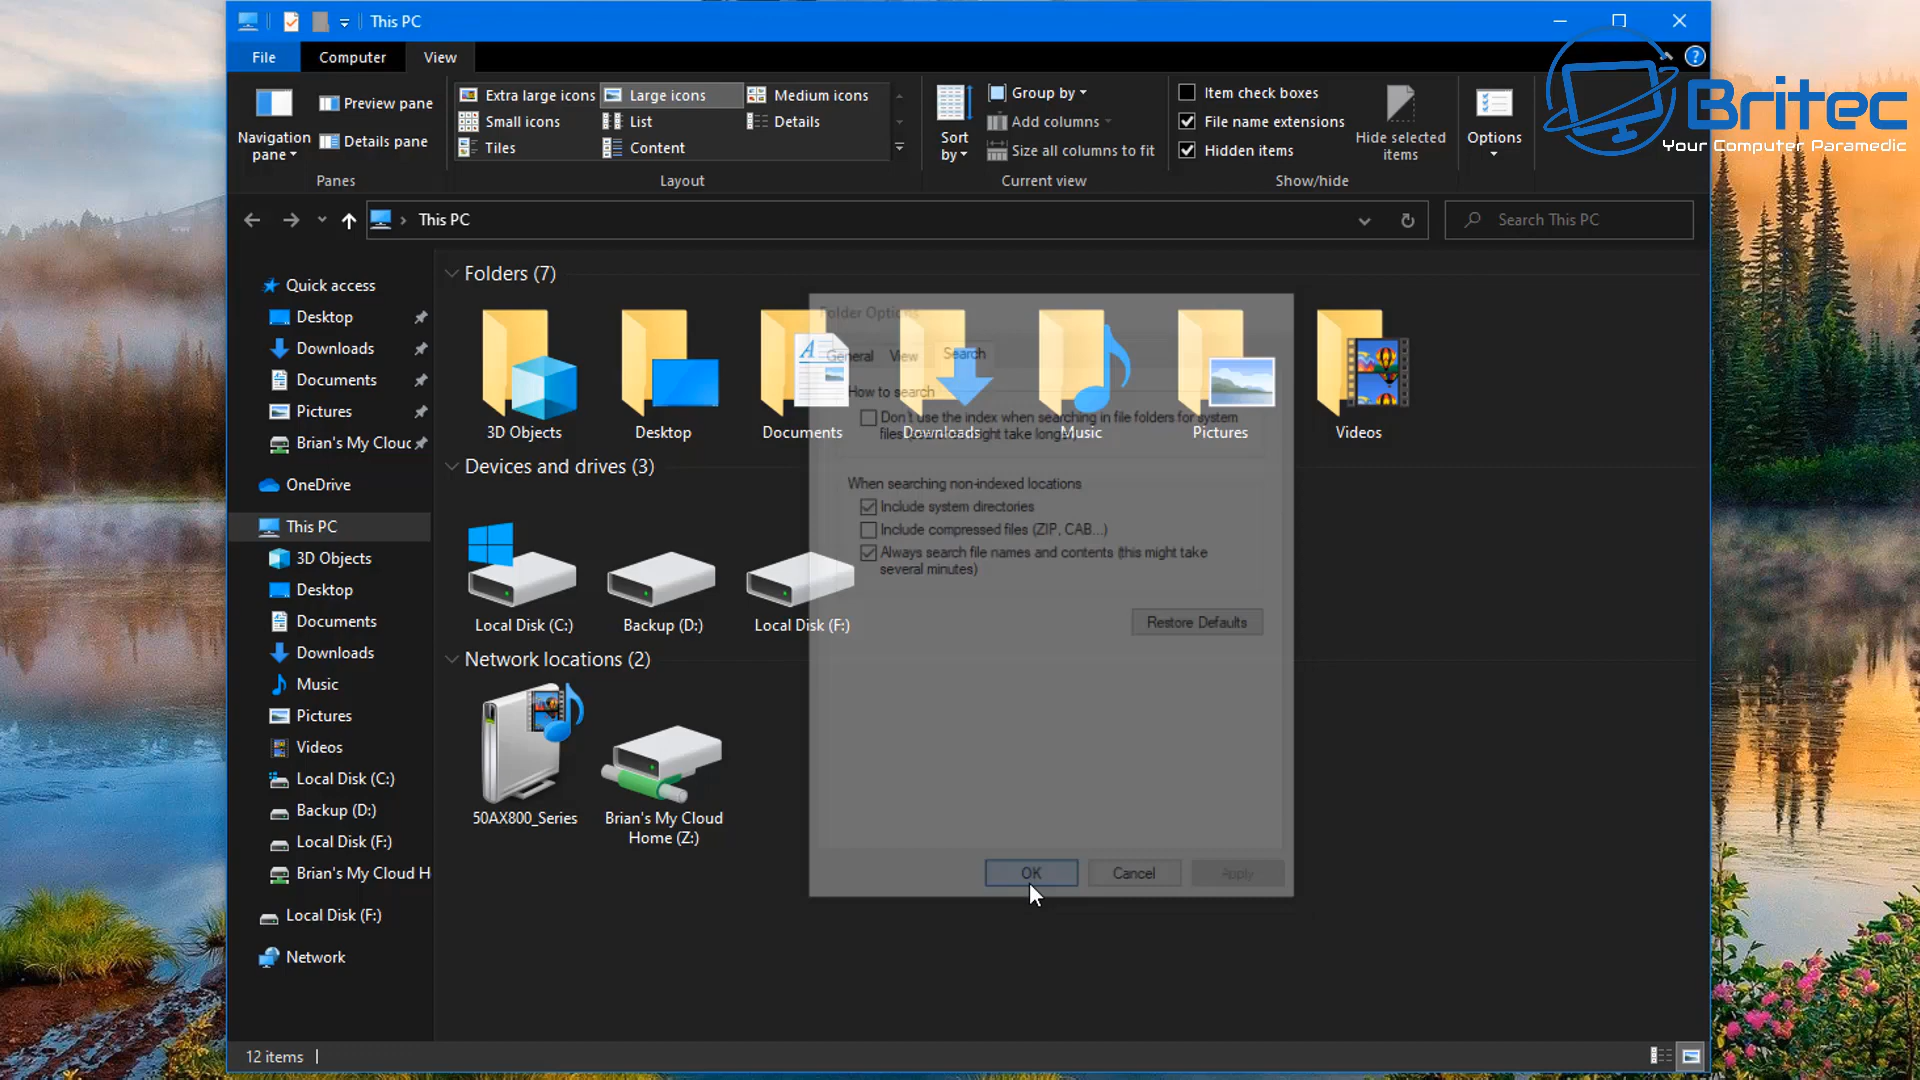 This PC
File
Computer
View
Britec
Your Computer Paramedic
Navigation pane
Preview pane
Details pane
Panes
Extra large icons
Large icons
Medium icons
Small icons
List
Details
Tiles
Content
Layout
Sort by
Group by
Add columns
Size all columns to fit
Current view
Item check boxes
File name extensions
Hidden items
Hide selected items
Show/hide
Options
This PC
Search This PC
Quick access
Desktop
Downloads
Documents
Pictures
Brian's My Clou
OneDrive
This PC
3D Objects
Desktop
Documents
Downloads
Music
Pictures
Videos
Local Disk (C:)
Backup (D:)
Local Disk (F:)
Brian's My Cloud H
Local Disk (F:)
Network
Folders (7)
3D Objects
Desktop
Documents
Downloads
Music
Pictures
Videos
Devices and drives (3)
Local Disk (C:)
Backup (D:)
Local Disk (F:)
Network locations (2)
50AX800_Series
Brian's My Cloud
Home (Z:)
Folder Options
General
View
Search
How to search
Don't use the index when searching in file folders for system
files
might take
When searching non-indexed locations
Include system directories
Include compressed files (ZIP, CAB...)
Always search file names and contents (this might take
several minutes)
Restore Defaults
OK
Cancel
Apply
12 items